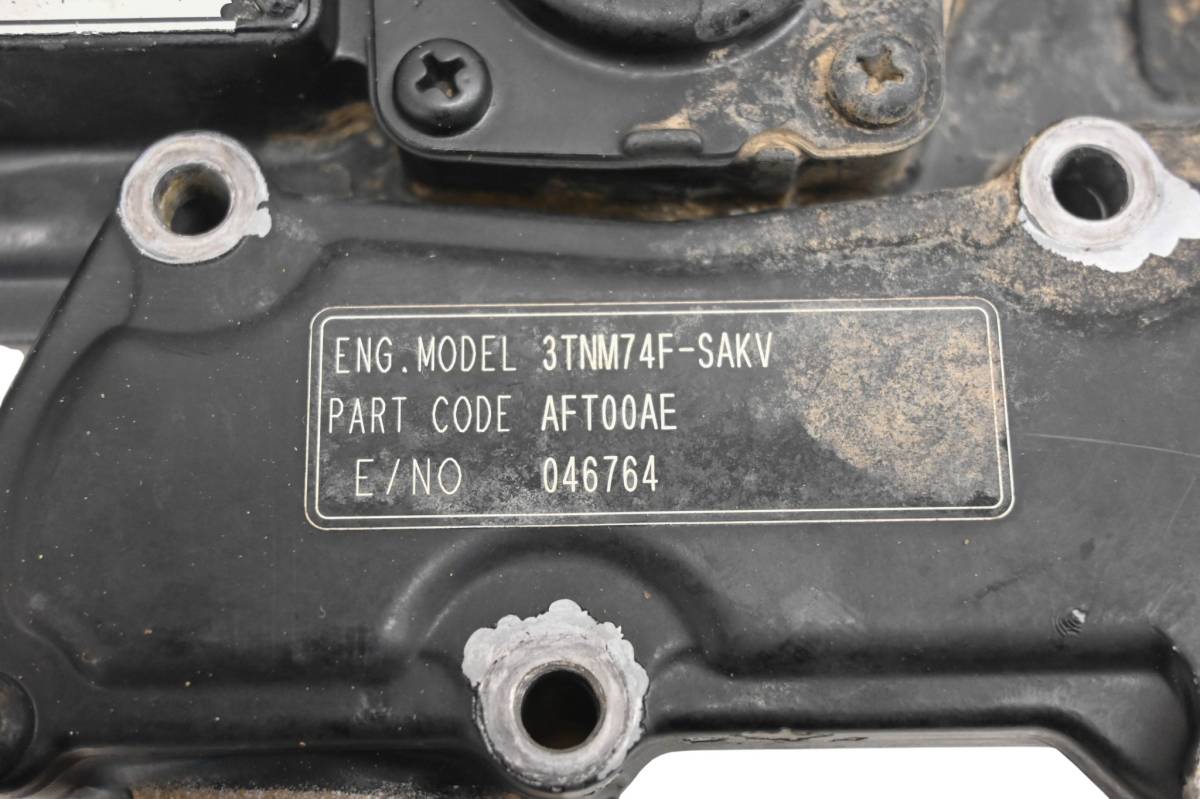 ENG.MODEL 3TNM74F-SAKV
PART CODE AFT00AE
E/NO 046764